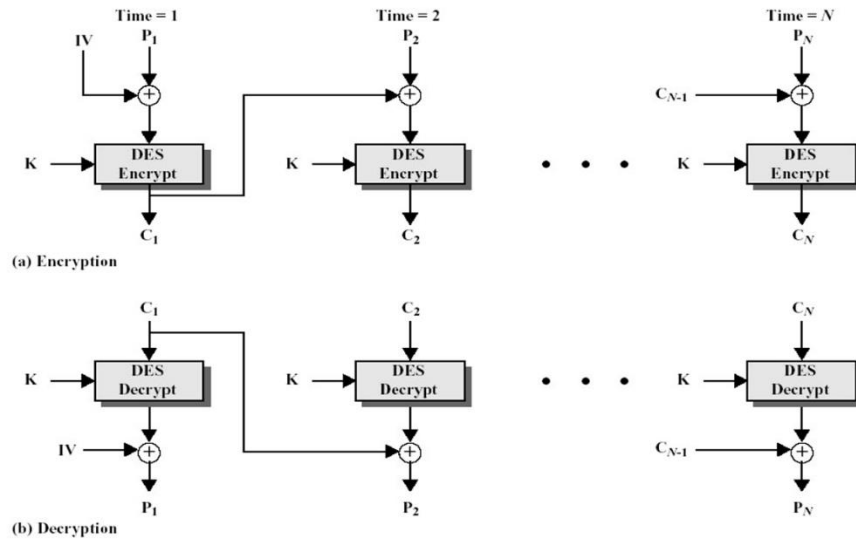 Time = 1 Time = 2 Time = N
IV P1 P2 PN
CN-1
K DES Encrypt K DES Encrypt K DES Encrypt
C1 C2 CN
(a) Encryption
C1 C2 CN
K DES Decrypt K DES Decrypt K DES Decrypt
IV CN-1
P1 P2 PN
(b) Decryption